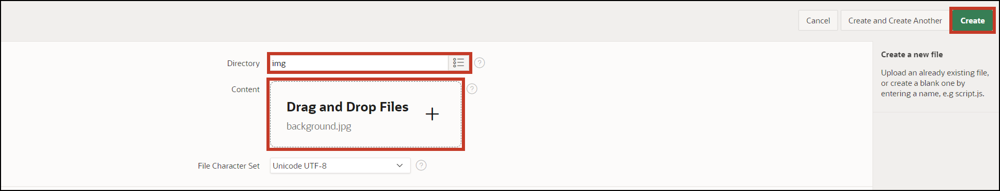 Cancel
Create and Create Another
Create
Directory
img
?
Content
Drag and Drop Files
background.jpg
?
File Character Set
Unicode UTF-8
?
Create a new file
Upload an already existing file,
or create a blank one by
entering a name, e.g script.js.